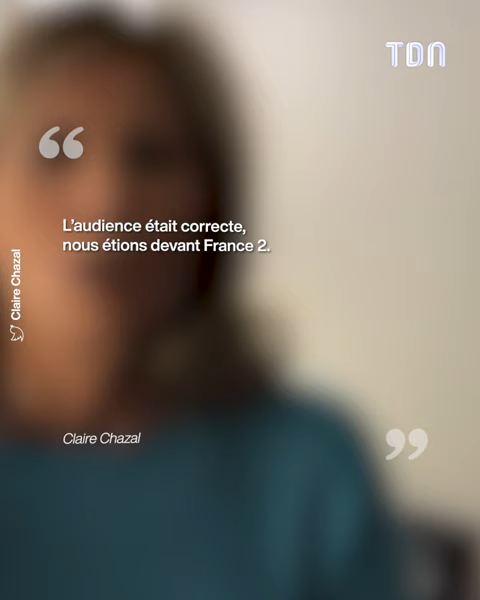 TDN
“
L’audience était correcte,
nous étions devant France 2.
Claire Chazal
Claire Chazal
”